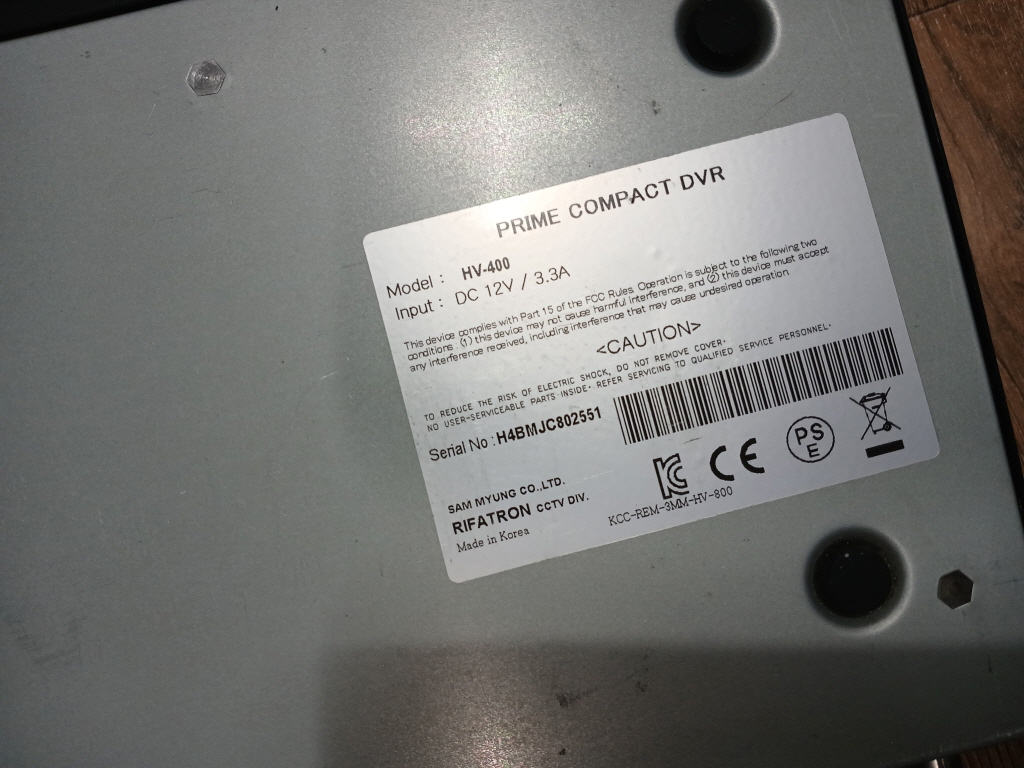 PRIME COMPACT DVR
Model : HV-400
Input : DC 12V / 3.3A
This device complies with Part 15 of the FCC Rules. Operation is subject to the following two
conditions : (1) this device may not cause harmful interference, and (2) this device must accept
any interference received, including interference that may cause undesired operation.
<CAUTION>
TO REDUCE THE RISK OF ELECTRIC SHOCK, DO NOT REMOVE COVER.
NO USER-SERVICEABLE PARTS INSIDE. REFER SERVICING TO QUALIFIED SERVICE PERSONNEL.
Serial No : H4BMJC802551
SAM MYUNG CO.,LTD.
RIFATRON CCTV DIV.
Made in Korea
KC CE PS E
KCC-REM-3MM-HV-800